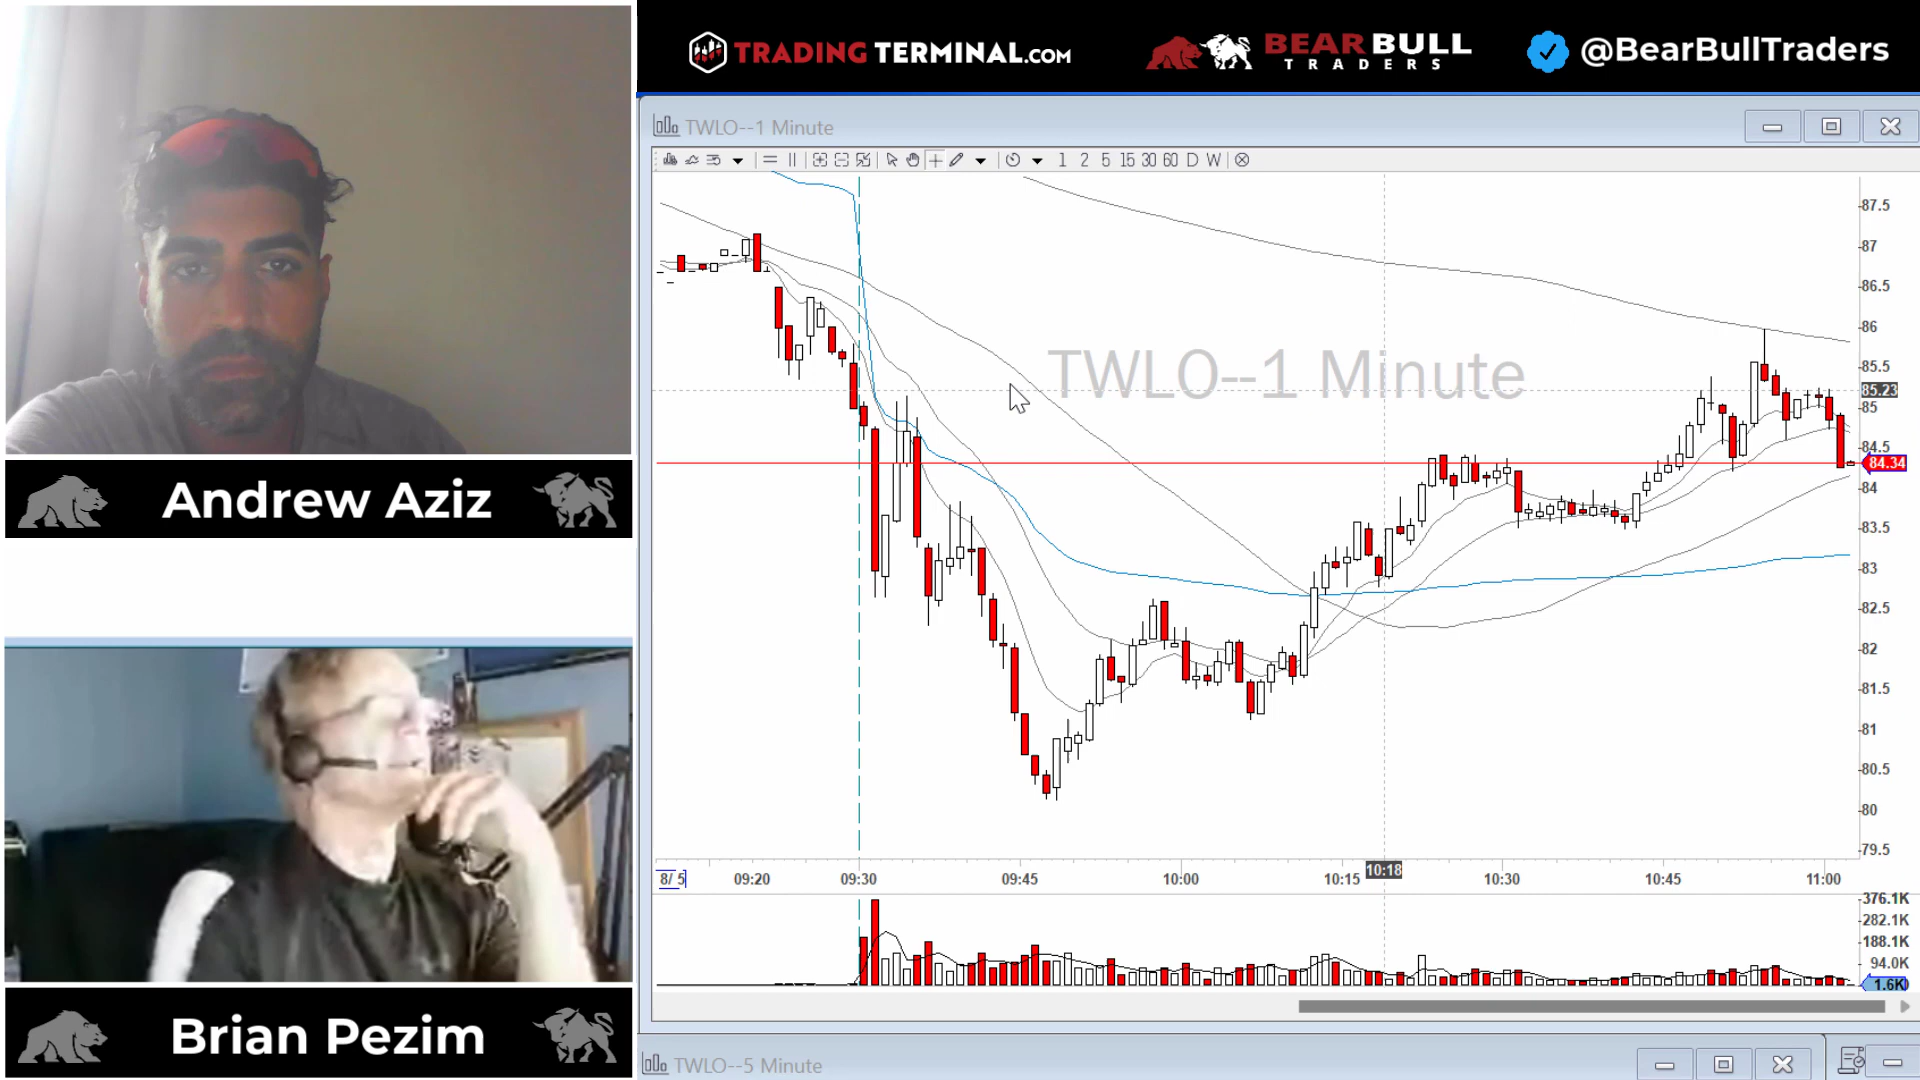 TRADING TERMINAL.COM
BEAR BULL
TRADERS
@BearBullTraders
TWLO--1 Minute
1 2 5 15 30 60 D W
TWLO--1 Minute
87.5
87
86.5
86
85.5
85.23
85
84.5
84.34
84
83.5
83
82.5
82
81.5
81
80.5
80
79.5
8/ 5
09:20
09:30
09:45
10:00
10:15
10:18
10:30
10:45
11:00
376.1K
282.1K
188.1K
94.0K
1.6K
TWLO--5 Minute
Andrew Aziz
Brian Pezim